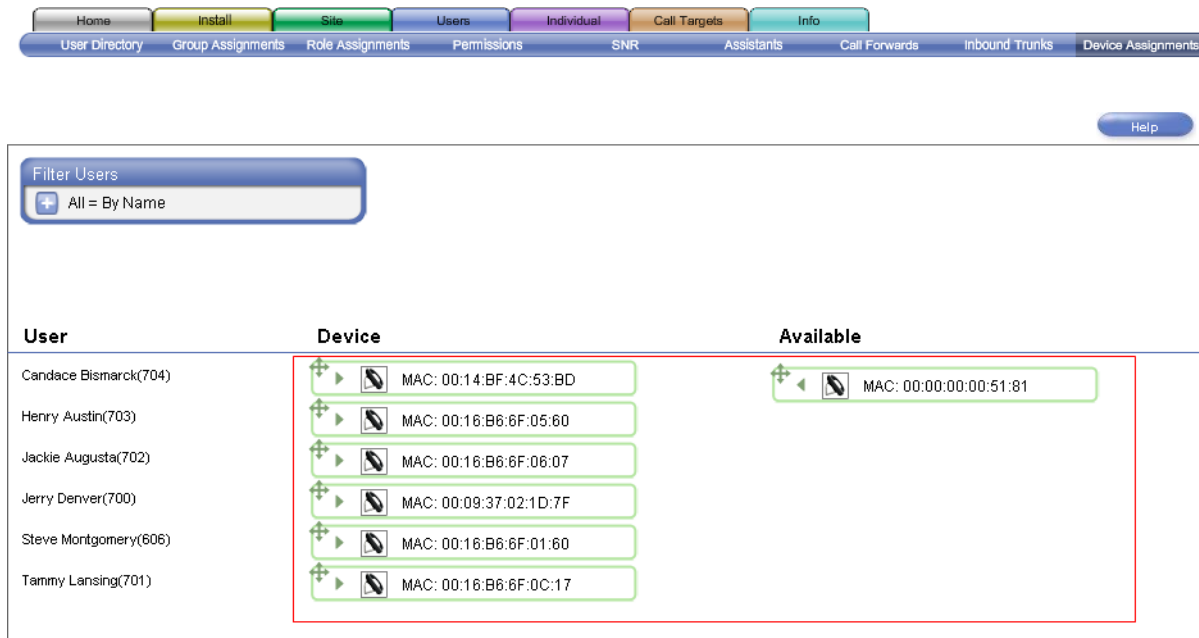 Home Install Site Users Individual Call Targets Info
User Directory Group Assignments Role Assignments Permissions SNR Assistants Call Forwards Inbound Trunks Device Assignments
Help
Filter Users
All = By Name
User Device Available
Candace Bismarck(704) MAC: 00:14:BF:4C:53:BD MAC: 00:00:00:00:51:81
Henry Austin(703) MAC: 00:16:B6:6F:05:60
Jackie Augusta(702) MAC: 00:16:B6:6F:06:07
Jerry Denver(700) MAC: 00:09:37:02:1D:7F
Steve Montgomery(606) MAC: 00:16:B6:6F:01:60
Tammy Lansing(701) MAC: 00:16:B6:6F:0C:17